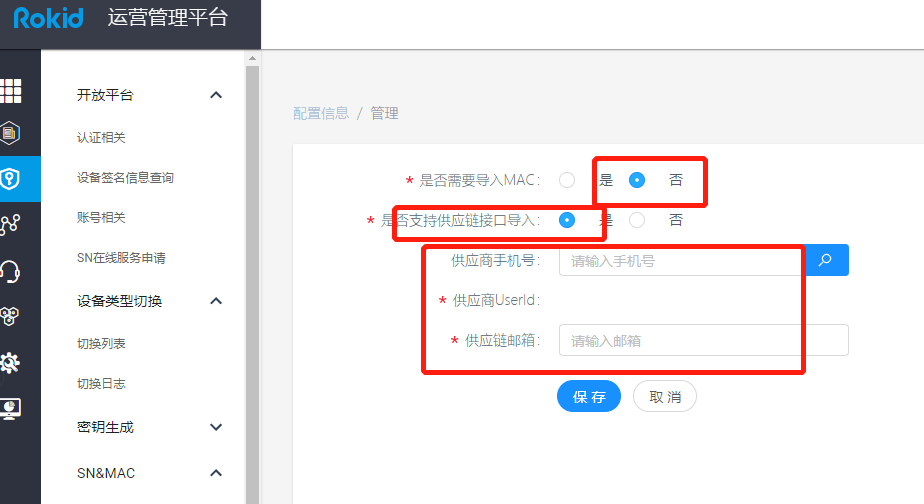 Rokid 运营管理平台
开放平台
认证相关
设备签名信息查询
账号相关
SN在线服务申请
设备类型切换
切换列表
切换日志
密钥生成
SN&MAC
配置信息 / 管理
* 是否需要导入MAC: 是 否
* 是否支持供应链接口导入: 是 否
供应商手机号: 请输入手机号
* 供应商UserId:
* 供应链邮箱: 请输入邮箱
保 存 取 消